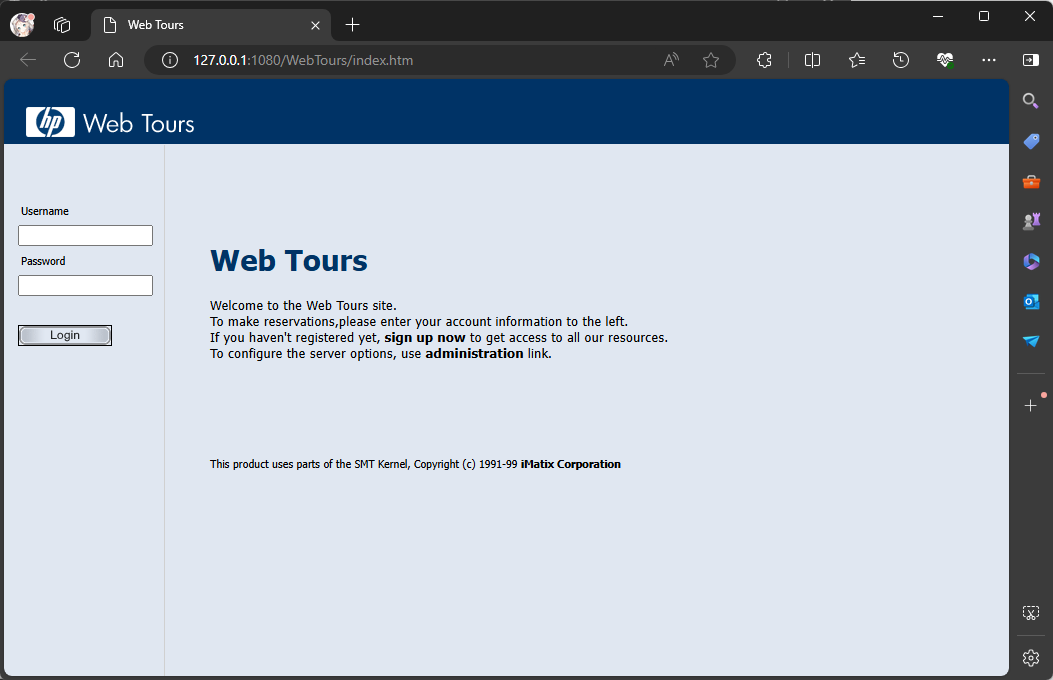 Web Tours
127.0.0.1:1080/WebTours/index.htm
hp Web Tours
Username
Password
Login
Web Tours
Welcome to the Web Tours site.
To make reservations,please enter your account information to the left.
If you haven't registered yet, sign up now to get access to all our resources.
To configure the server options, use administration link.
This product uses parts of the SMT Kernel, Copyright (c) 1991-99 iMatix Corporation